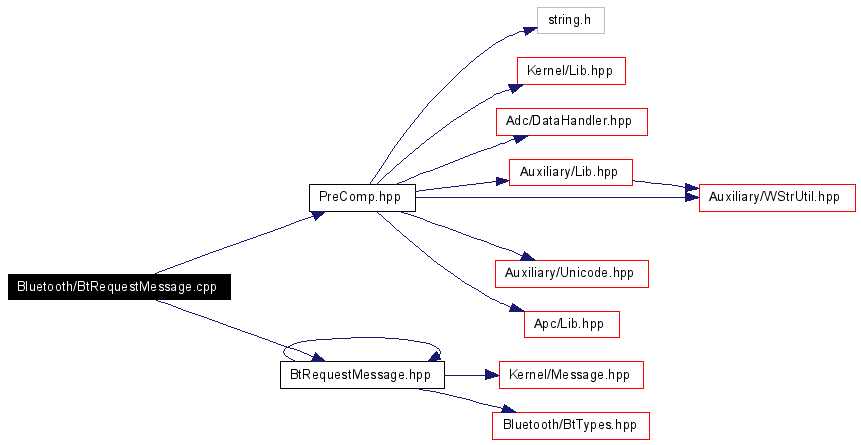 string.h
Kernel/Lib.hpp
Adc/DataHandler.hpp
Auxiliary/Lib.hpp
PreComp.hpp
Auxiliary/WStrUtil.hpp
Auxiliary/Unicode.hpp
Bluetooth/BtRequestMessage.cpp
Apc/Lib.hpp
BtRequestMessage.hpp
Kernel/Message.hpp
Bluetooth/BtTypes.hpp